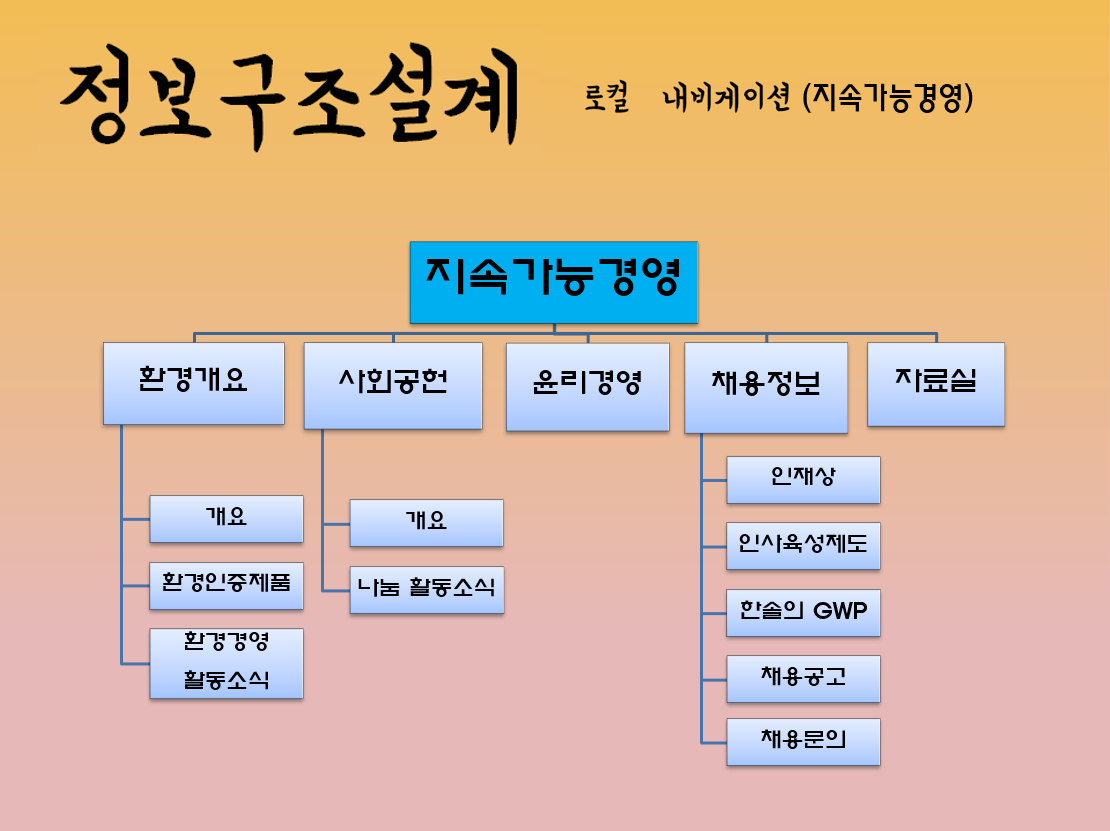 정보구조설계
로컬 내비게이션 (지속가능경영)
지속가능경영
환경개요
사회공헌
윤리경영
채용정보
자료실
개요
환경인증제품
환경경영
활동소식
개요
나눔 활동소식
인재상
인사육성제도
한솔의 GWP
채용공고
채용문의